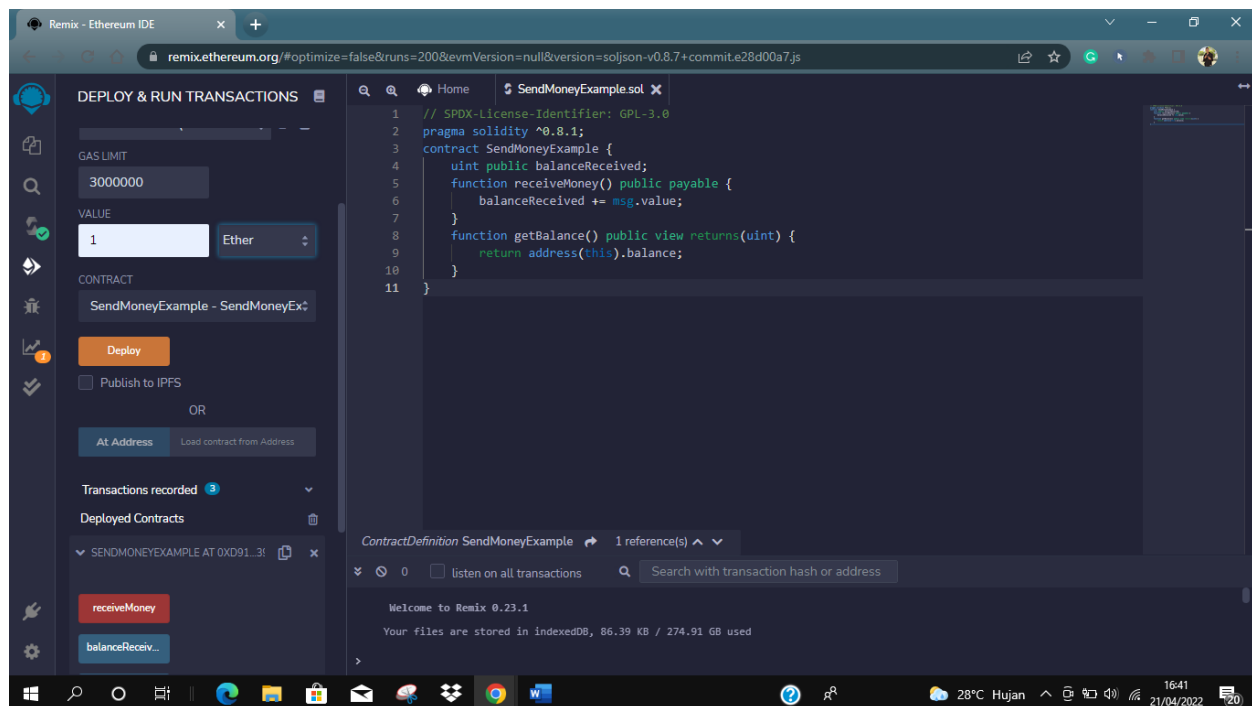 Remix - Ethereum IDE
remix.ethereum.org/#optimize=false&runs=200&evmVersion=null&version=soljson-v0.8.7+commit.e28d00a7.js
DEPLOY & RUN TRANSACTIONS
GAS LIMIT
3000000
VALUE
1 Ether
CONTRACT
SendMoneyExample - SendMoneyEx
Deploy
Publish to IPFS
OR
At Address Load contract from Address
Transactions recorded 3
Deployed Contracts
SENDMONEYEXAMPLE AT 0XD91...39
receiveMoney
balanceReceiv...
1
Home SendMoneyExample.sol
1 // SPDX-License-Identifier: GPL-3.0
2 pragma solidity ^0.8.1;
3 contract SendMoneyExample {
4 uint public balanceReceived;
5 function receiveMoney() public payable {
6 balanceReceived += msg.value;
7 }
8 function getBalance() public view returns(uint) {
9 return address(this).balance;
10 }
11 }
ContractDefinition SendMoneyExample 1 reference(s)
0 listen on all transactions Search with transaction hash or address
Welcome to Remix 0.23.1
Your files are stored in indexedDB, 86.39 KB / 274.91 GB used
>
28°C Hujan
16:41
21/04/2022
20